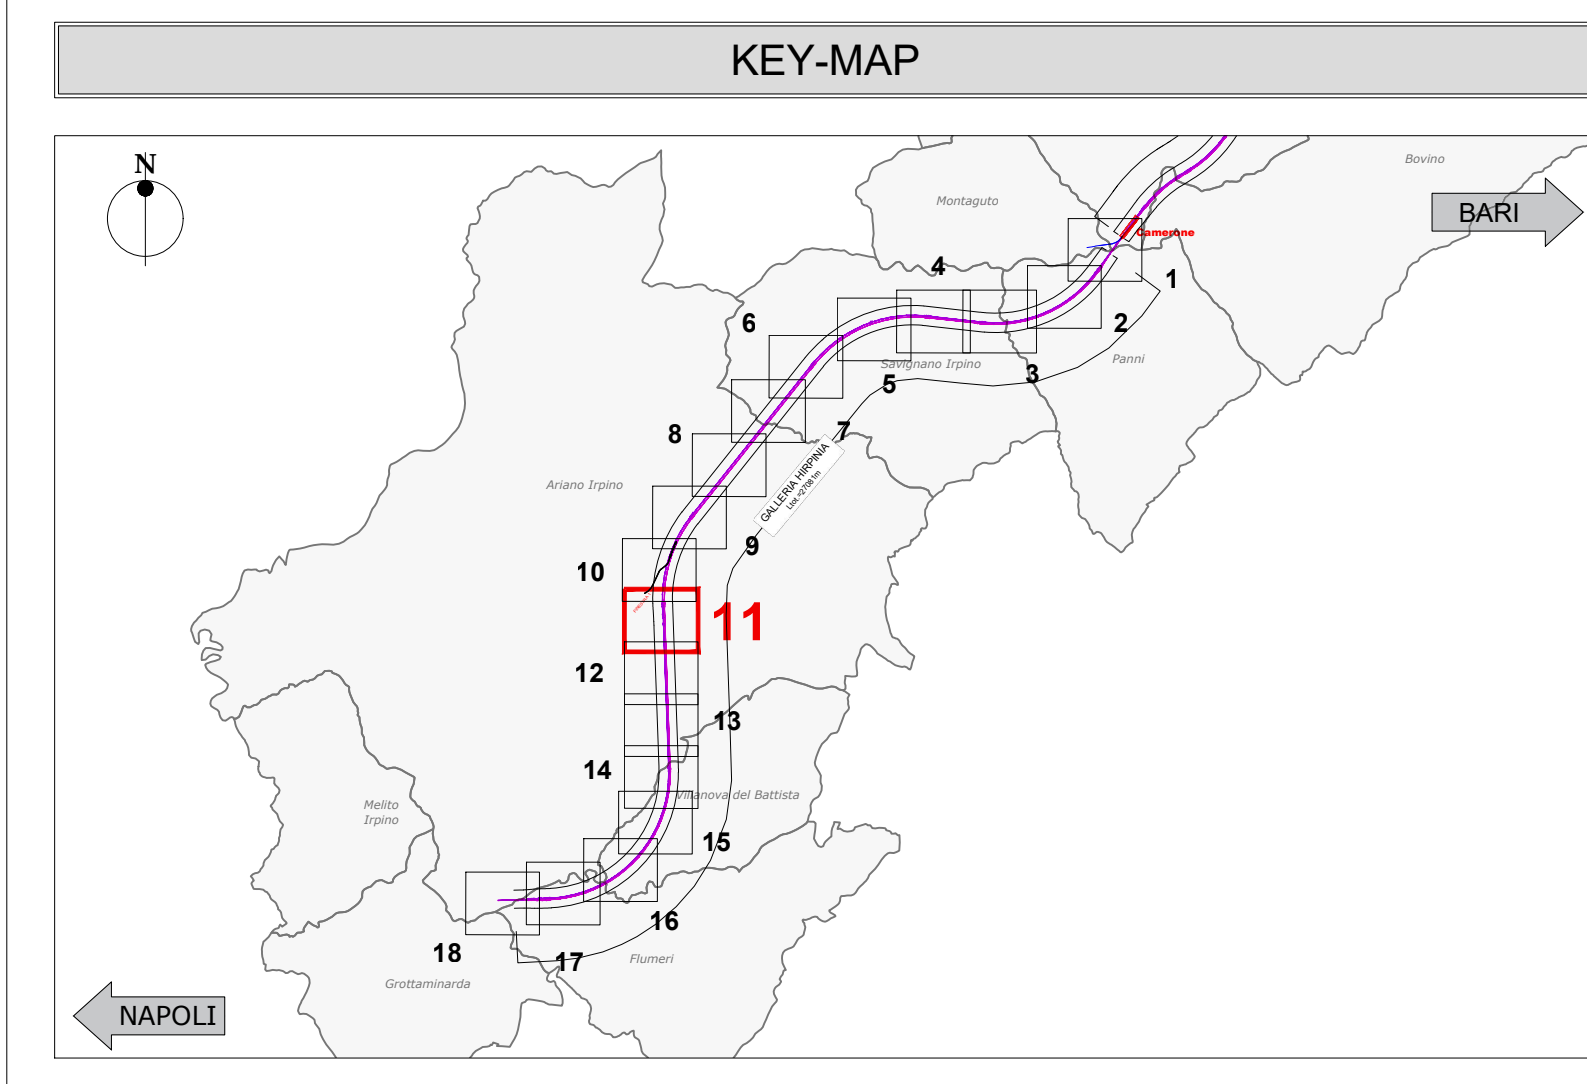 KEY-MAP
N
Bovino
Montaguto
BARI
Camerone
4
1
6
2
Savignano Irpino
Panni
3
5
7
8
GALLERIA HIRPINIA
Ltot.=27081m
Ariano Irpino
9
10
11
12
13
14
Villanova del Battista
Melito
Irpino
15
16
18
17
Flumeri
Grottaminarda
NAPOLI